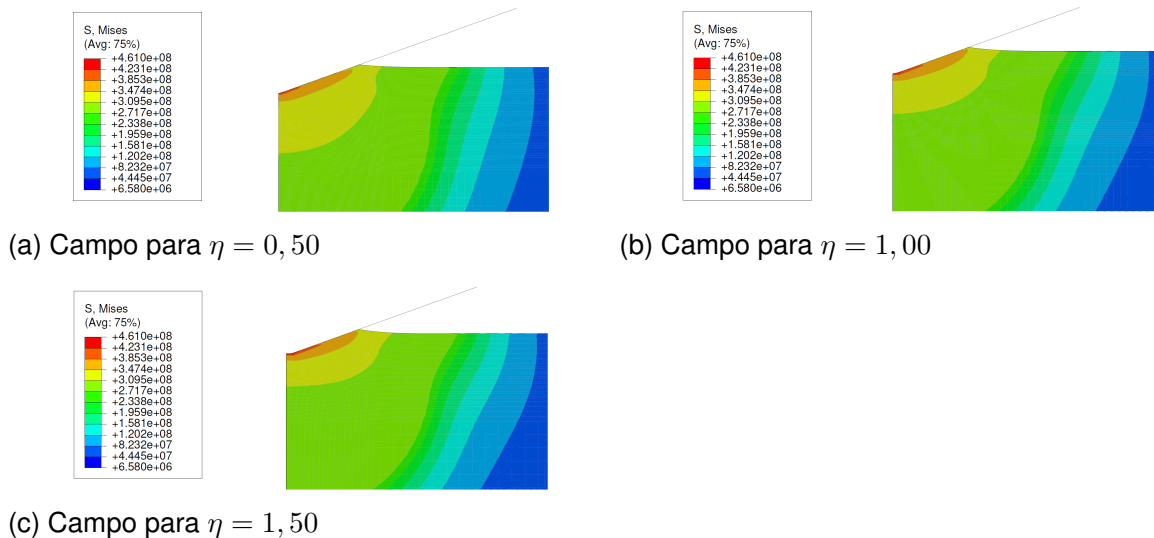 S, Mises
(Avg: 75%)
+4.610e+08
+4.231e+08
+3.853e+08
+3.474e+08
+3.095e+08
+2.717e+08
+2.338e+08
+1.959e+08
+1.581e+08
+1.202e+08
+8.232e+07
+4.445e+07
+6.580e+06
(a) Campo para η = 0, 50
S, Mises
(Avg: 75%)
+4.610e+08
+4.231e+08
+3.853e+08
+3.474e+08
+3.095e+08
+2.717e+08
+2.338e+08
+1.959e+08
+1.581e+08
+1.202e+08
+8.232e+07
+4.445e+07
+6.580e+06
(b) Campo para η = 1, 00
S, Mises
(Avg: 75%)
+4.610e+08
+4.231e+08
+3.853e+08
+3.474e+08
+3.095e+08
+2.717e+08
+2.338e+08
+1.959e+08
+1.581e+08
+1.202e+08
+8.232e+07
+4.445e+07
+6.580e+06
(c) Campo para η = 1, 50